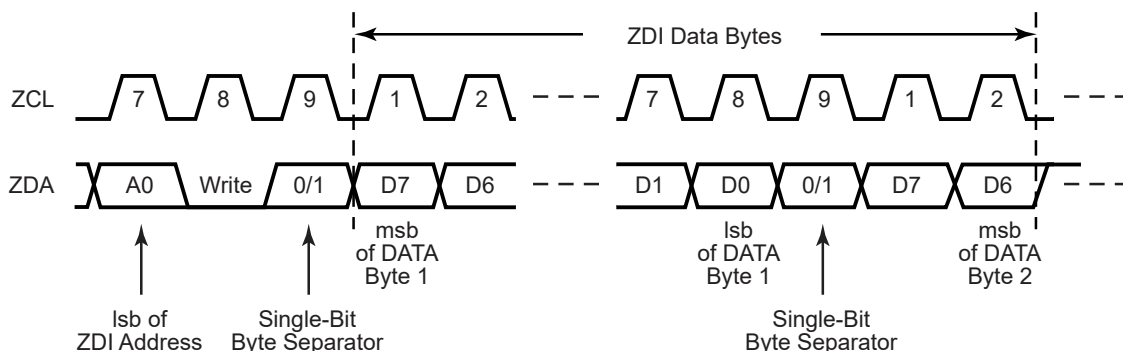 ZDI Data Bytes
ZCL 7 8 9 1 2 7 8 9 1 2
ZDA A0 Write 0/1 D7 D6 D1 D0 0/1 D7 D6
msb
of DATA
Byte 1
lsb
of DATA
Byte 1
msb
of DATA
Byte 2
lsb of
ZDI Address
Single-Bit
Byte Separator
Single-Bit
Byte Separator